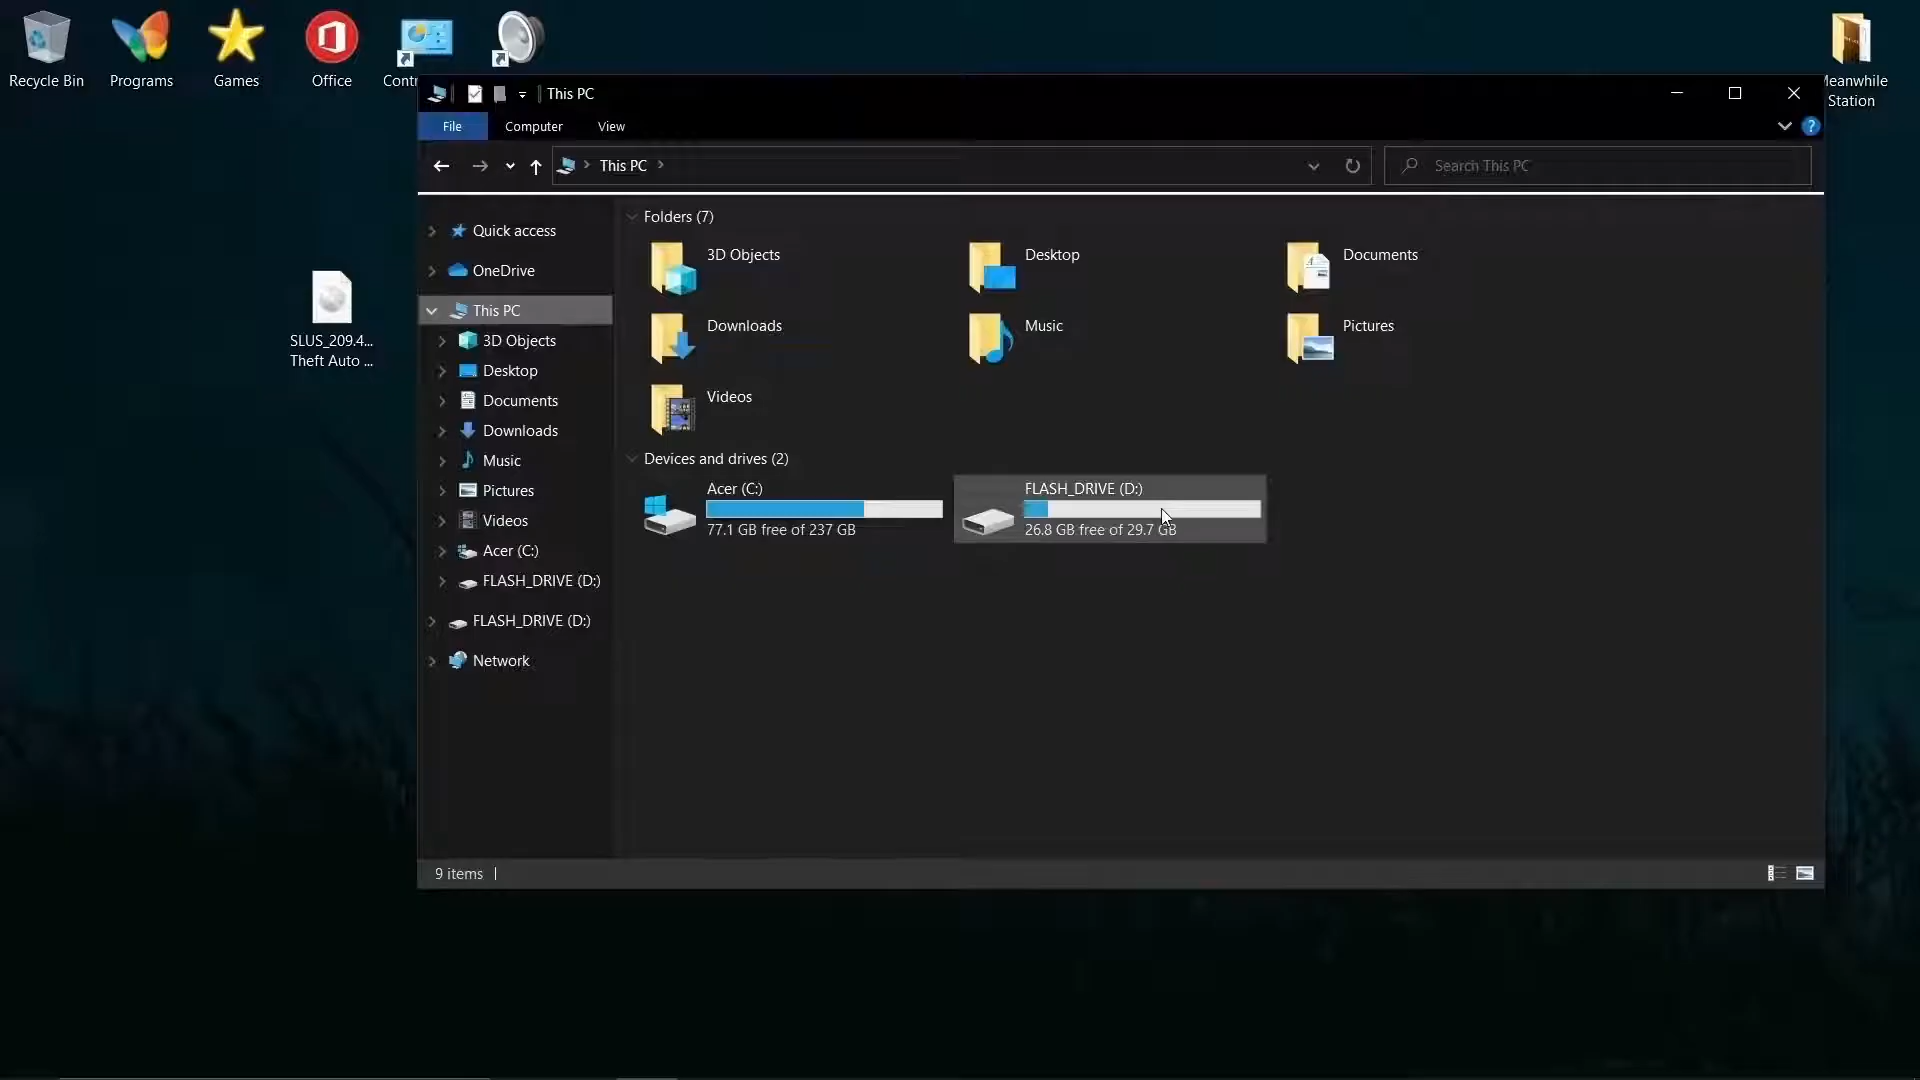 Recycle Bin
Programs
Games
Office
Contr
Meanwhile
Station
SLUS_209.4...
Theft Auto ...
This PC
File
Computer
View
?
This PC
Search This PC
Quick access
OneDrive
This PC
3D Objects
Desktop
Documents
Downloads
Music
Pictures
Videos
Acer (C:)
FLASH_DRIVE (D:)
FLASH_DRIVE (D:)
Network
Folders (7)
3D Objects
Desktop
Documents
Downloads
Music
Pictures
Videos
Devices and drives (2)
Acer (C:)
77.1 GB free of 237 GB
FLASH_DRIVE (D:)
26.8 GB free of 29.7 GB
9 items